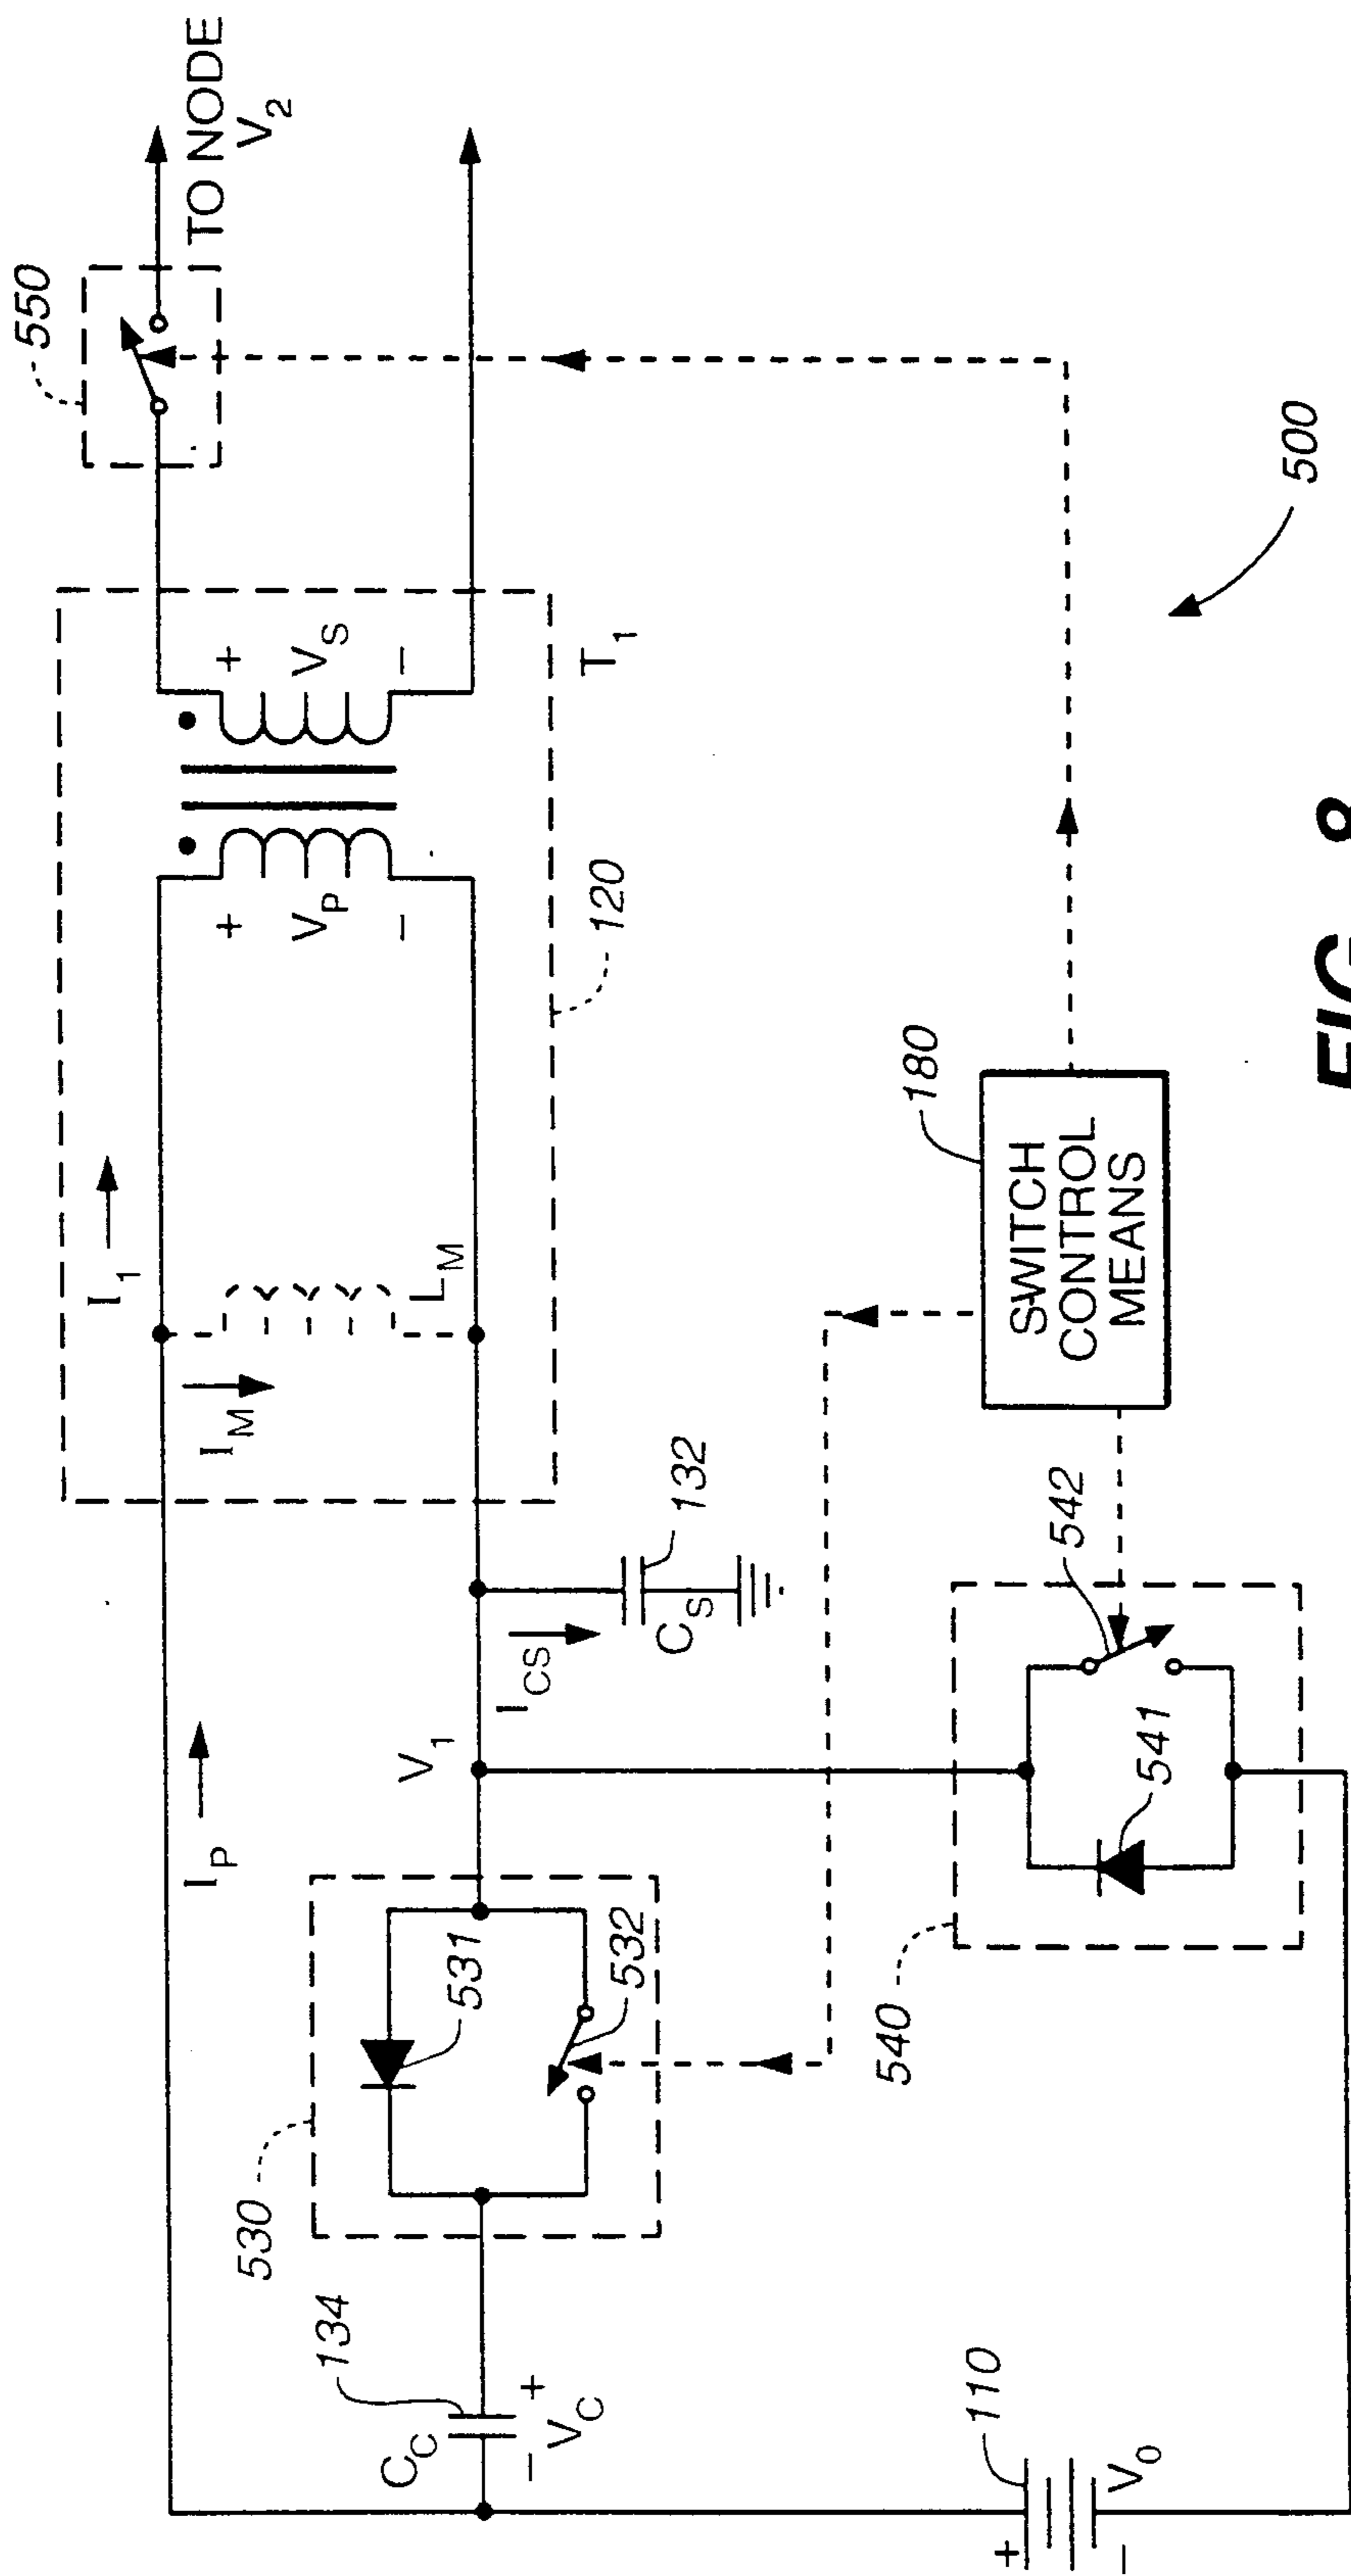 550
TO NODE
V2
I1
IM
LM
+
VP
−
+
VS
−
T1
120
IP
V1
ICS
CS
132
530
531
532
134
CC
− VC +
540
541
542
180
SWITCH
CONTROL
MEANS
110
+
−
V0
500
FIG. 8